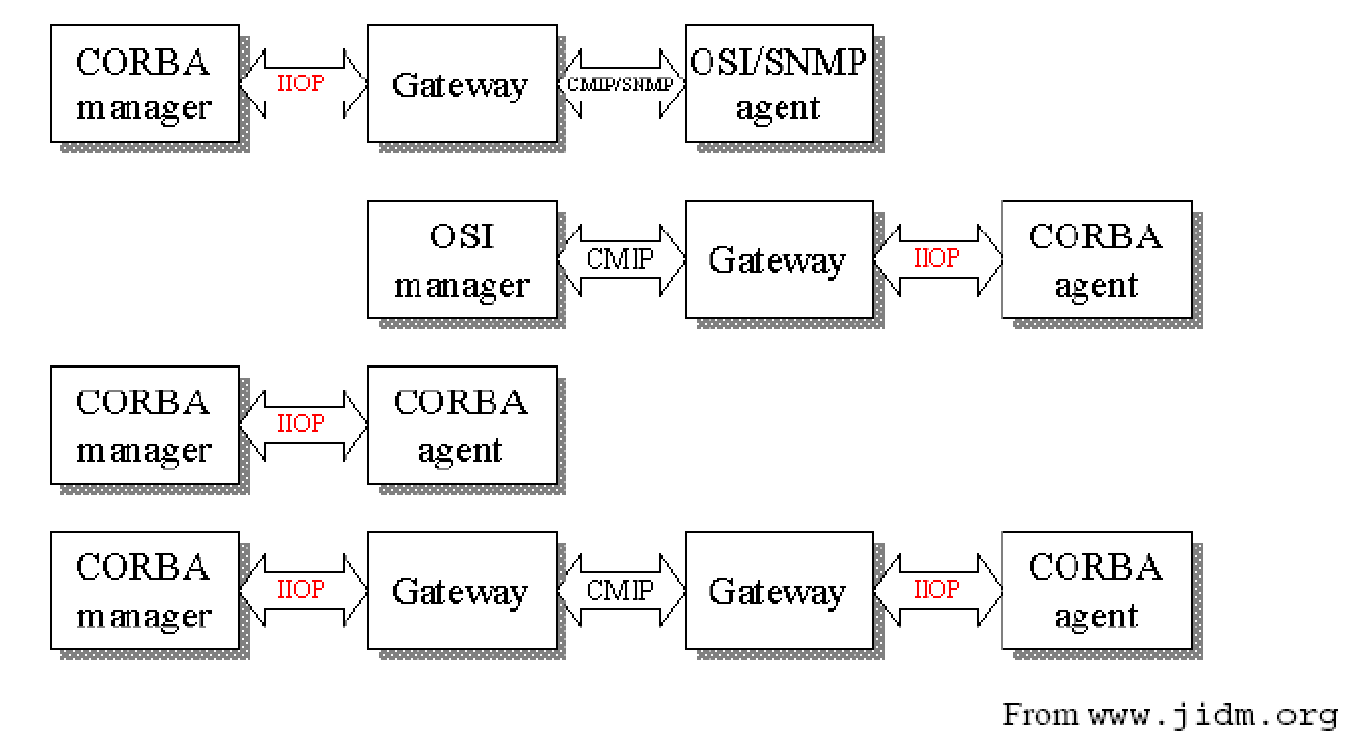 CORBA
manager
IIOP
Gateway
CMIP/SNMP
OSI/SNMP
agent
OSI
manager
CMIP
Gateway
IIOP
CORBA
agent
CORBA
manager
IIOP
CORBA
agent
CORBA
manager
IIOP
Gateway
CMIP
Gateway
IIOP
CORBA
agent
From www.jidm.org